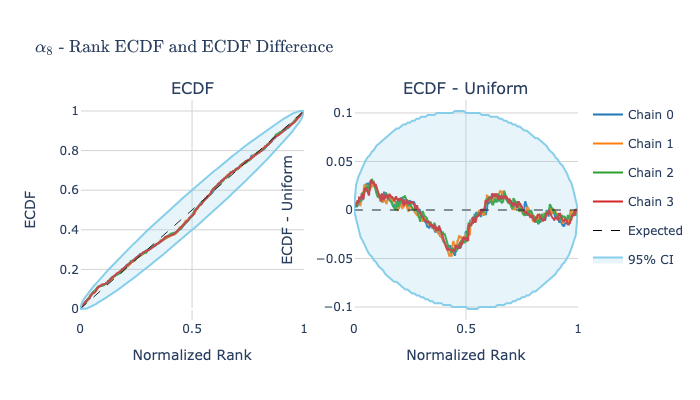 α₈ - Rank ECDF and ECDF Difference
ECDF
ECDF
1
0.8
0.6
0.4
0.2
0
0 0.5 1
Normalized Rank
ECDF - Uniform
ECDF - Uniform
0.1
0.05
0
−0.05
−0.1
0 0.5 1
Normalized Rank
Chain 0
Chain 1
Chain 2
Chain 3
Expected
95% CI